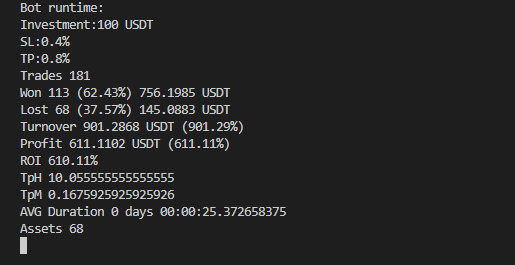 Bot runtime:
Investment:100 USDT
SL:0.4%
TP:0.8%
Trades 181
Won 113 (62.43%) 756.1985 USDT
Lost 68 (37.57%) 145.0883 USDT
Turnover 901.2868 USDT (901.29%)
Profit 611.1102 USDT (611.11%)
ROI 610.11%
TpH 10.055555555555555
TpM 0.1675925925925926
AVG Duration 0 days 00:00:25.372658375
Assets 68